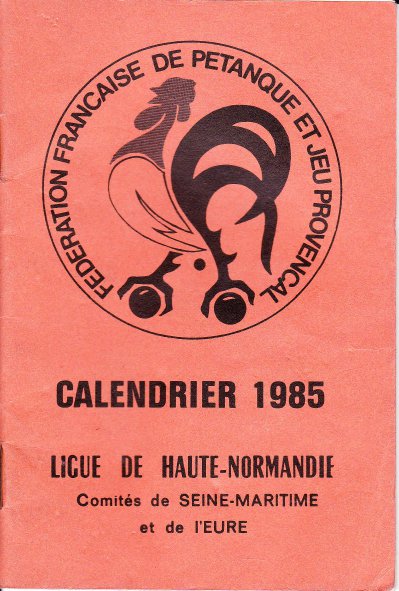 FEDERATION FRANCAISE DE PETANQUE ET JEU PROVENCAL
CALENDRIER 1985
LIGUE DE HAUTE-NORMANDIE
Comités de SEINE-MARITIME
et de l'EURE